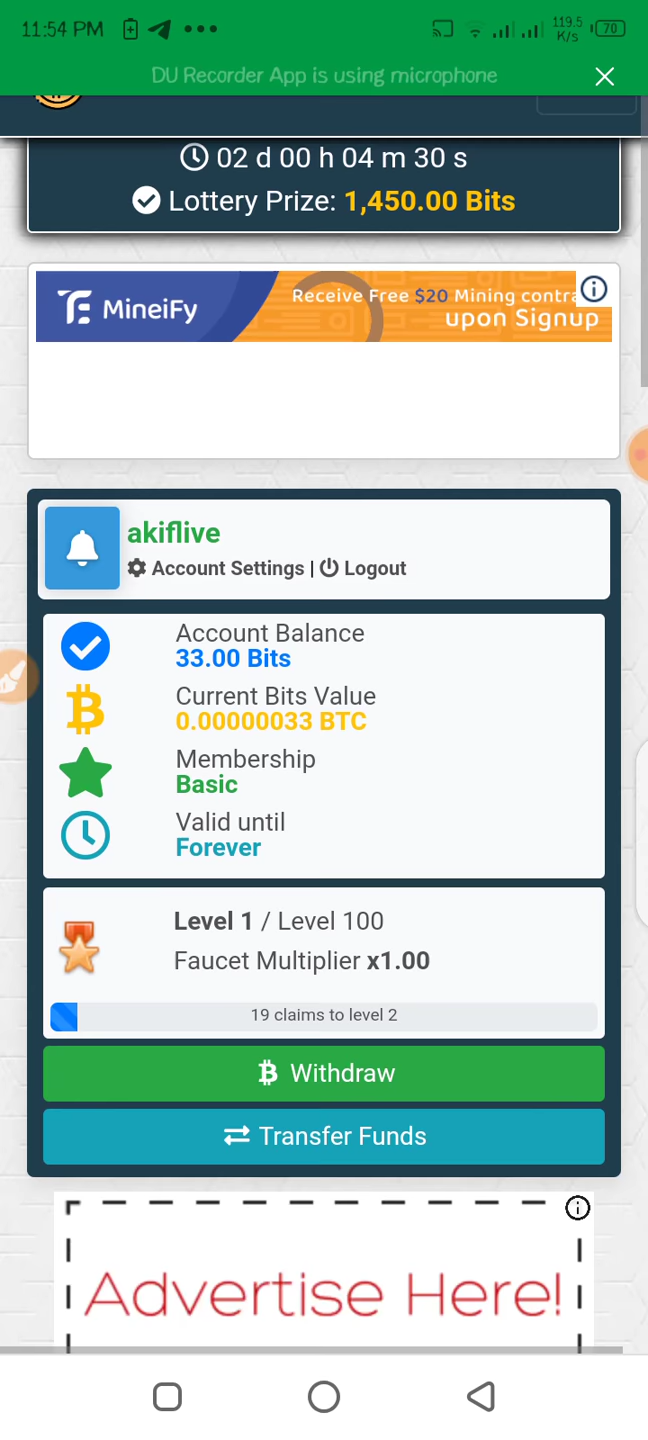 11:54 PM
119.5
K/s
70
DU Recorder App is using microphone
02 d 00 h 04 m 30 s
Lottery Prize: 1,450.00 Bits
MineiFy
Receive Free $20 Mining contra
upon Signup
akiflive
Account Settings | Logout
Account Balance
33.00 Bits
Current Bits Value
0.00000033 BTC
Membership
Basic
Valid until
Forever
Level 1 / Level 100
Faucet Multiplier x1.00
19 claims to level 2
Withdraw
Transfer Funds
Advertise Here!